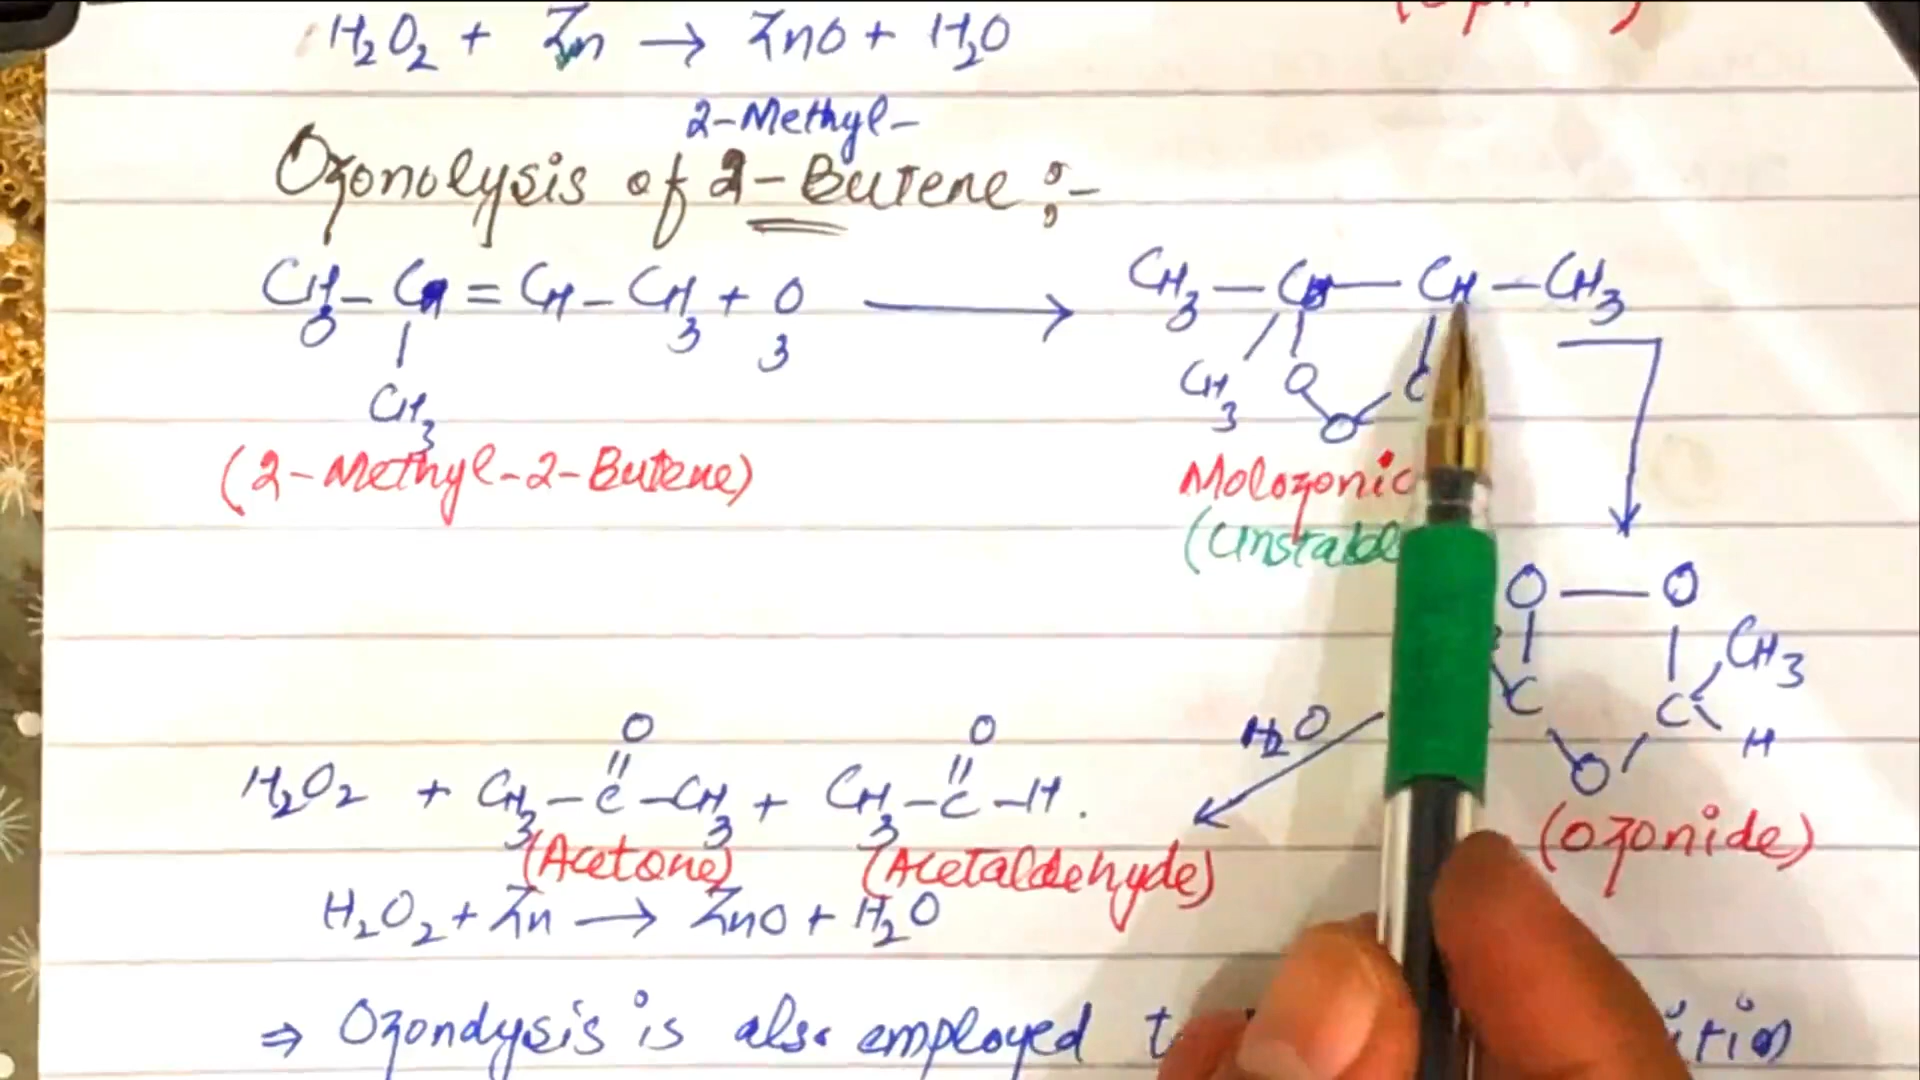 H2O2 + Zn → ZnO + H2O
2-Methyl-
Ozonolysis of 2-Butene :-
CH3 - C = CH - CH3 + O3 →
CH3
(2-Methyl-2-Butene)
CH3 — C — CH — CH3
CH3 O
O
Molozonic
(Unstable
O — O
C C CH3
H
O
(Ozonide)
H2O
O O
H2O2 + CH3 - C - CH3 + CH3 - C - H.
(Acetone) (Acetaldehyde)
H2O2 + Zn → ZnO + H2O
⇒ Ozonolysis is also employed